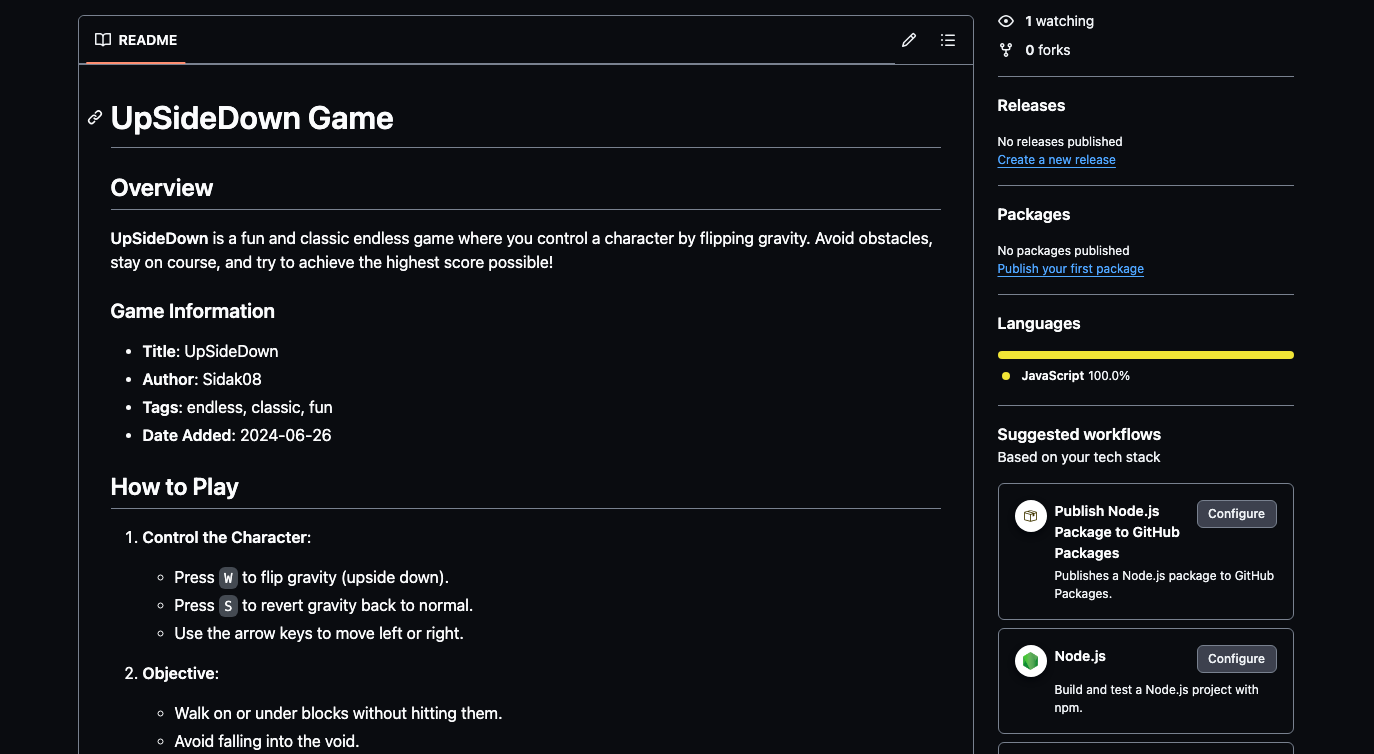 README
UpSideDown Game
Overview
UpSideDown is a fun and classic endless game where you control a character by flipping gravity. Avoid obstacles,
stay on course, and try to achieve the highest score possible!
Game Information
• Title: UpSideDown
• Author: Sidak08
• Tags: endless, classic, fun
• Date Added: 2024-06-26
How to Play
1. Control the Character:
◦ Press W to flip gravity (upside down).
◦ Press S to revert gravity back to normal.
◦ Use the arrow keys to move left or right.
2. Objective:
◦ Walk on or under blocks without hitting them.
◦ Avoid falling into the void.
1 watching
0 forks
Releases
No releases published
Create a new release
Packages
No packages published
Publish your first package
Languages
JavaScript 100.0%
Suggested workflows
Based on your tech stack
Publish Node.js
Package to GitHub
Packages
Configure
Publishes a Node.js package to GitHub
Packages.
Node.js
Configure
Build and test a Node.js project with
npm.